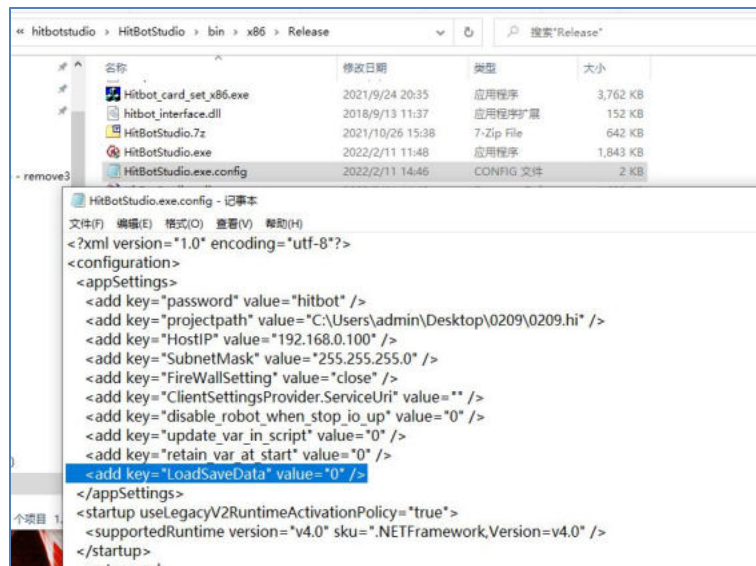 « hitbotstudio › HitBotStudio › bin › x86 › Release
搜索"Release"
名称 修改日期 类型 大小
Hitbot_card_set_x86.exe 2021/9/24 20:35 应用程序 3,762 KB
hitbot_interface.dll 2018/9/13 11:37 应用程序扩展 152 KB
HitBotStudio.7z 2021/10/26 15:38 7-Zip File 642 KB
HitBotStudio.exe 2022/2/11 11:48 应用程序 1,843 KB
HitBotStudio.exe.config 2022/2/11 14:46 CONFIG 文件 2 KB
- remove3
HitBotStudio.exe.config - 记事本
文件(F) 编辑(E) 格式(O) 查看(V) 帮助(H)
<?xml version="1.0" encoding="utf-8"?>
<configuration>
<appSettings>
<add key="password" value="hitbot" />
<add key="projectpath" value="C:\Users\admin\Desktop\0209\0209.hi" />
<add key="HostIP" value="192.168.0.100" />
<add key="SubnetMask" value="255.255.255.0" />
<add key="FireWallSetting" value="close" />
<add key="ClientSettingsProvider.ServiceUri" value="" />
<add key="disable_robot_when_stop_io_up" value="0" />
<add key="update_var_in_script" value="0" />
<add key="retain_var_at_start" value="0" />
<add key="LoadSaveData" value="0" />
</appSettings>
个项目 1.
<startup useLegacyV2RuntimeActivationPolicy="true">
<supportedRuntime version="v4.0" sku=".NETFramework,Version=v4.0" />
</startup>